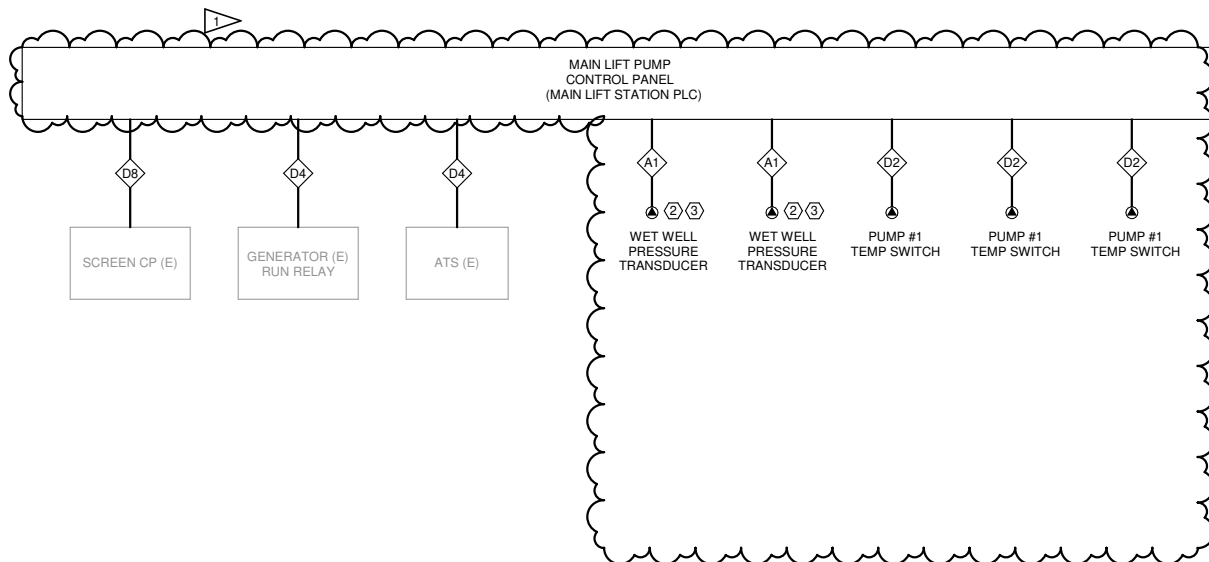 1
MAIN LIFT PUMP
CONTROL PANEL
(MAIN LIFT STATION PLC)
D8
D4
D4
A1
A1
D2
D2
D2
2 3
2 3
SCREEN CP (E)
GENERATOR (E)
RUN RELAY
ATS (E)
WET WELL
PRESSURE
TRANSDUCER
WET WELL
PRESSURE
TRANSDUCER
PUMP #1
TEMP SWITCH
PUMP #1
TEMP SWITCH
PUMP #1
TEMP SWITCH